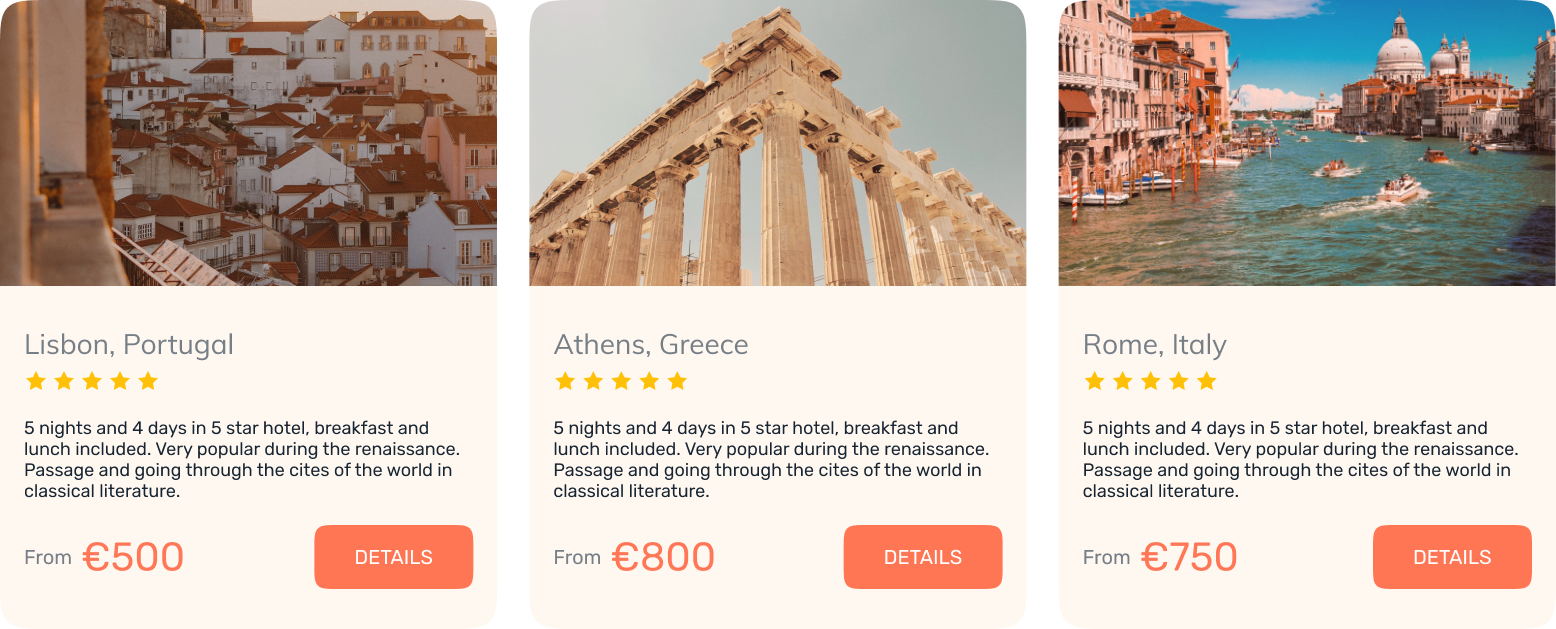 Lisbon, Portugal
5 nights and 4 days in 5 star hotel, breakfast and
lunch included. Very popular during the renaissance.
Passage and going through the cites of the world in
classical literature.
From €500
DETAILS
Athens, Greece
5 nights and 4 days in 5 star hotel, breakfast and
lunch included. Very popular during the renaissance.
Passage and going through the cites of the world in
classical literature.
From €800
DETAILS
Rome, Italy
5 nights and 4 days in 5 star hotel, breakfast and
lunch included. Very popular during the renaissance.
Passage and going through the cites of the world in
classical literature.
From €750
DETAILS